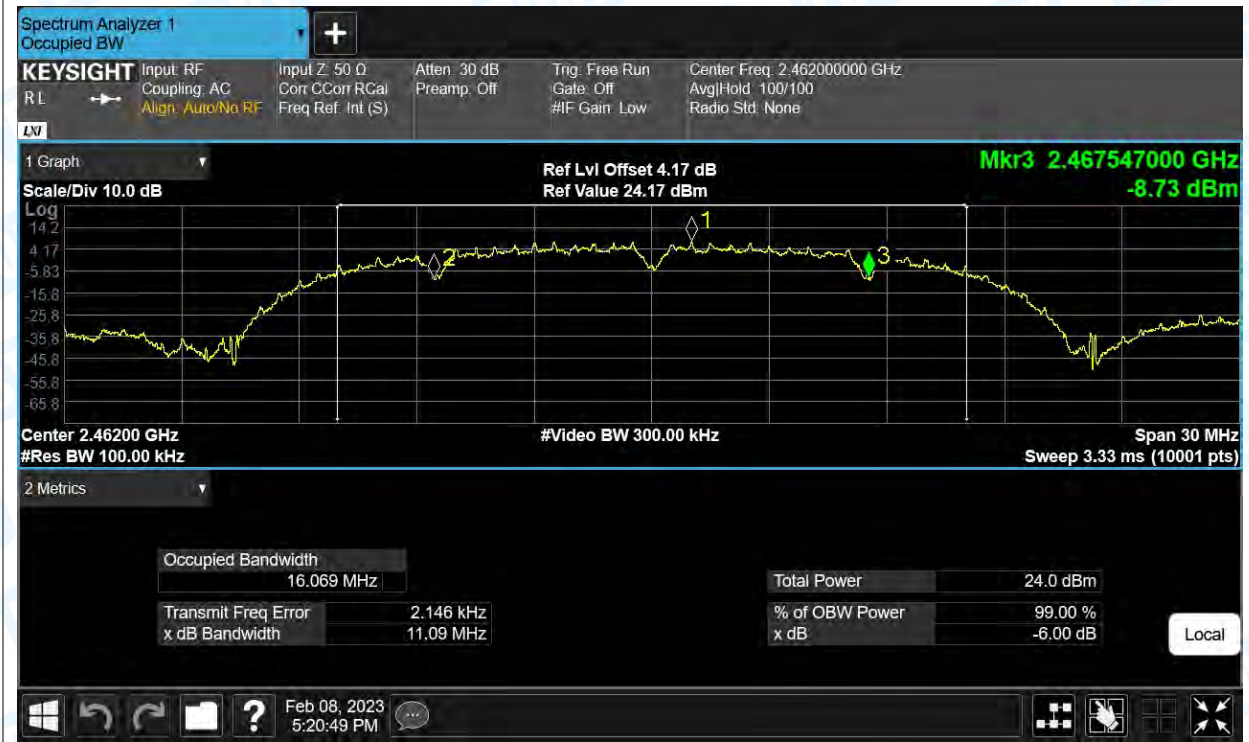 Spectrum Analyzer 1
Occupied BW
+
KEYSIGHT
R L
LXI
Input: RF
Coupling: AC
Align: Auto/No RF
Input Z: 50 Ω
Corr CCorr RCal
Freq Ref: Int (S)
Atten: 30 dB
Preamp: Off
Trig: Free Run
Gate: Off
#IF Gain: Low
Center Freq: 2.462000000 GHz
Avg|Hold: 100/100
Radio Std: None
1 Graph
Scale/Div 10.0 dB
Ref Lvl Offset 4.17 dB
Ref Value 24.17 dBm
Mkr3 2.467547000 GHz
-8.73 dBm
Log
14.2
4.17
-5.83
-15.8
-25.8
-35.8
-45.8
-55.8
-65.8
1
2
3
Center 2.46200 GHz
#Res BW 100.00 kHz
#Video BW 300.00 kHz
Span 30 MHz
Sweep 3.33 ms (10001 pts)
2 Metrics
Occupied Bandwidth
16.069 MHz
Transmit Freq Error 2.146 kHz
x dB Bandwidth 11.09 MHz
Total Power 24.0 dBm
% of OBW Power 99.00 %
x dB -6.00 dB
Local
?
Feb 08, 2023
5:20:49 PM